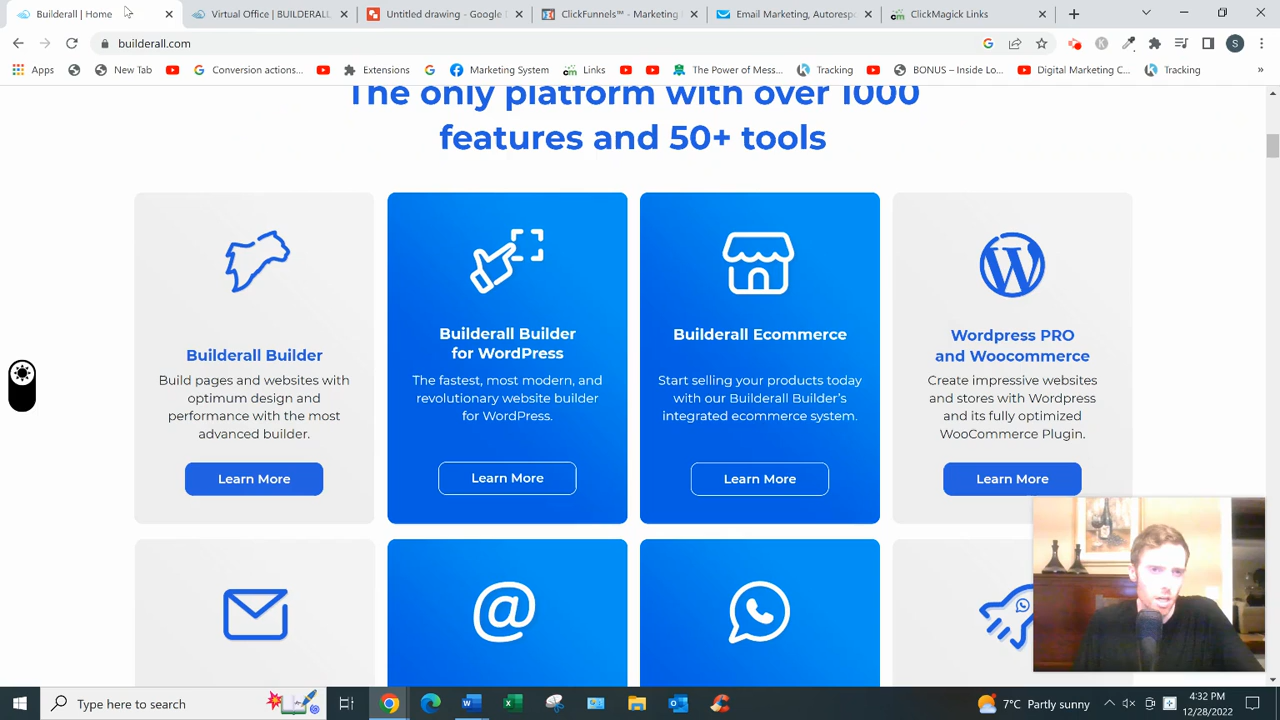 Builderall | Home
Virtual Office | BUILDERALL
Untitled drawing - Google
ClickFunnels™ - Marketing
Email Marketing, Autorespo
ClickMagick Links
builderall.com
S
Apps
New Tab
Conversion actions...
Extensions
Marketing System
Links
The Power of Mess...
Tracking
BONUS – Inside Lo...
Digital Marketing C...
Tracking
»
The only platform with over 1000
features and 50+ tools
Builderall Builder
Build pages and websites with
optimum design and
performance with the most
advanced builder.
Learn More
Builderall Builder
for WordPress
The fastest, most modern, and
revolutionary website builder
for WordPress.
Learn More
Builderall Ecommerce
Start selling your products today
with our Builderall Builder's
integrated ecommerce system.
Learn More
Wordpress PRO
and Woocommerce
Create impressive websites
and stores with Wordpress
and its fully optimized
WooCommerce Plugin.
Learn More
Type here to search
7°C Partly sunny
4:32 PM
12/28/2022